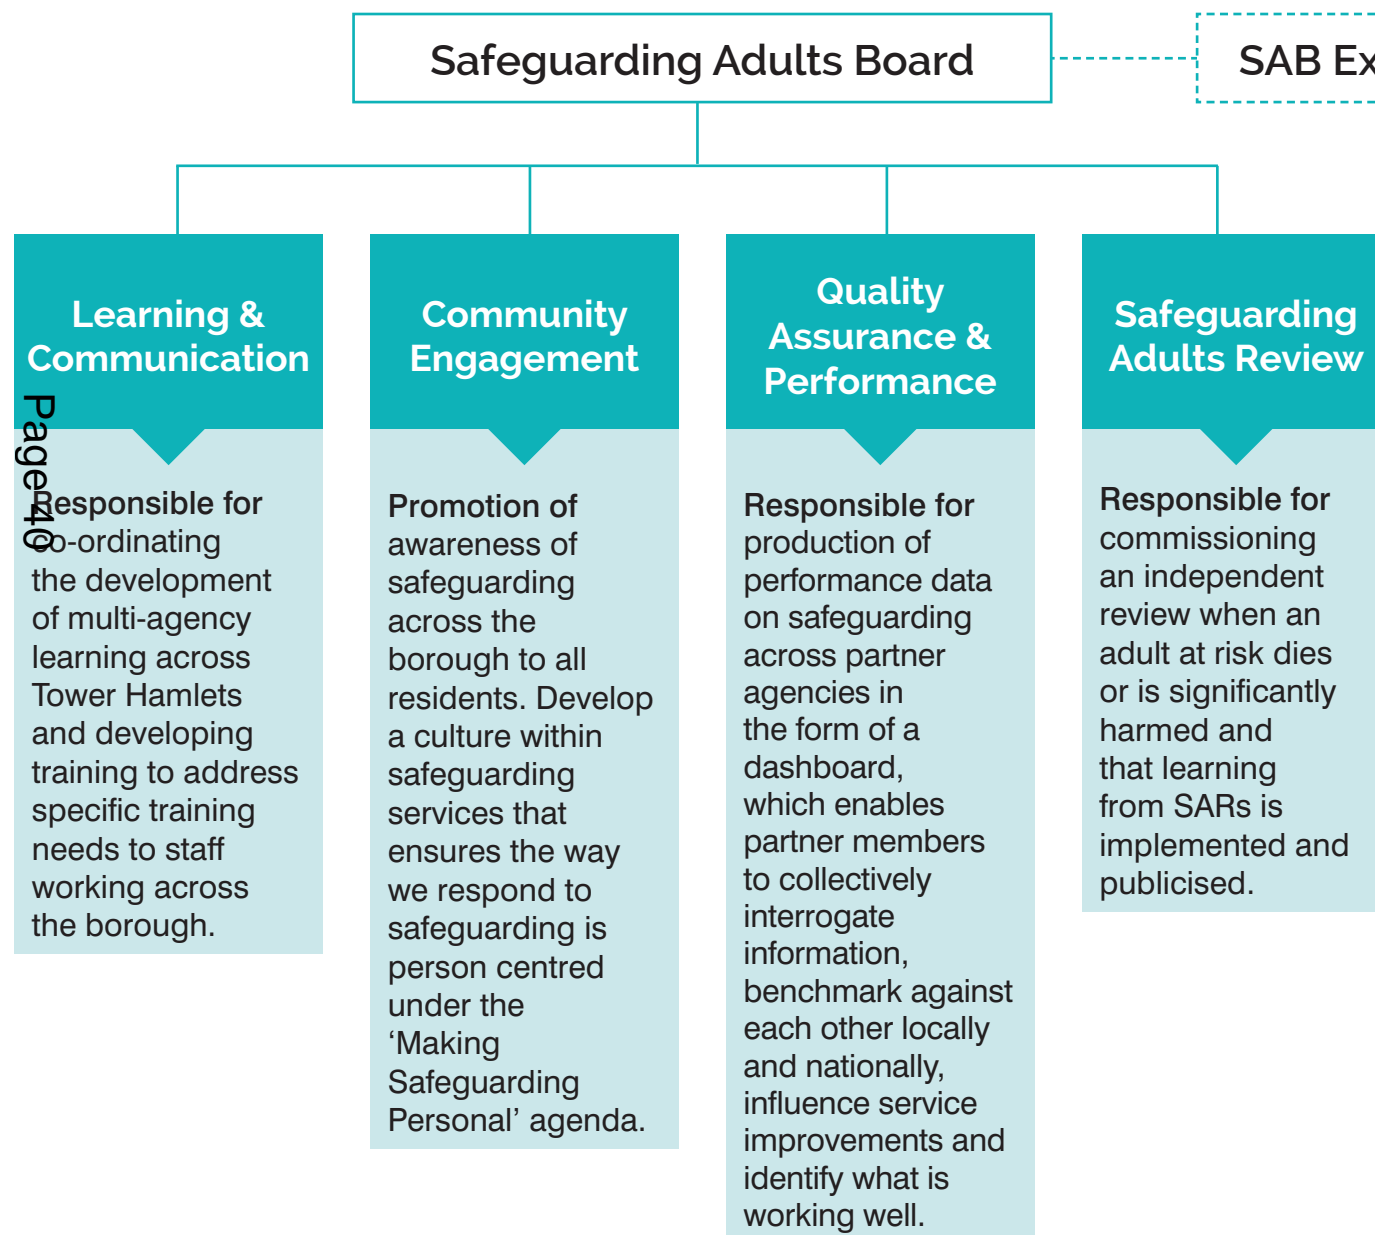 Safeguarding Adults Board
SAB Ex
Learning &
Communication
Responsible for
co-ordinating
the development
of multi-agency
learning across
Tower Hamlets
and developing
training to address
specific training
needs to staff
working across
the borough.
Community
Engagement
Promotion of
awareness of
safeguarding
across the
borough to all
residents. Develop
a culture within
safeguarding
services that
ensures the way
we respond to
safeguarding is
person centred
under the
‘Making
Safeguarding
Personal’ agenda.
Quality
Assurance &
Performance
Responsible for
production of
performance data
on safeguarding
across partner
agencies in
the form of a
dashboard,
which enables
partner members
to collectively
interrogate
information,
benchmark against
each other locally
and nationally,
influence service
improvements and
identify what is
working well.
Safeguarding
Adults Review
Responsible for
commissioning
an independent
review when an
adult at risk dies
or is significantly
harmed and
that learning
from SARs is
implemented and
publicised.
Page 40